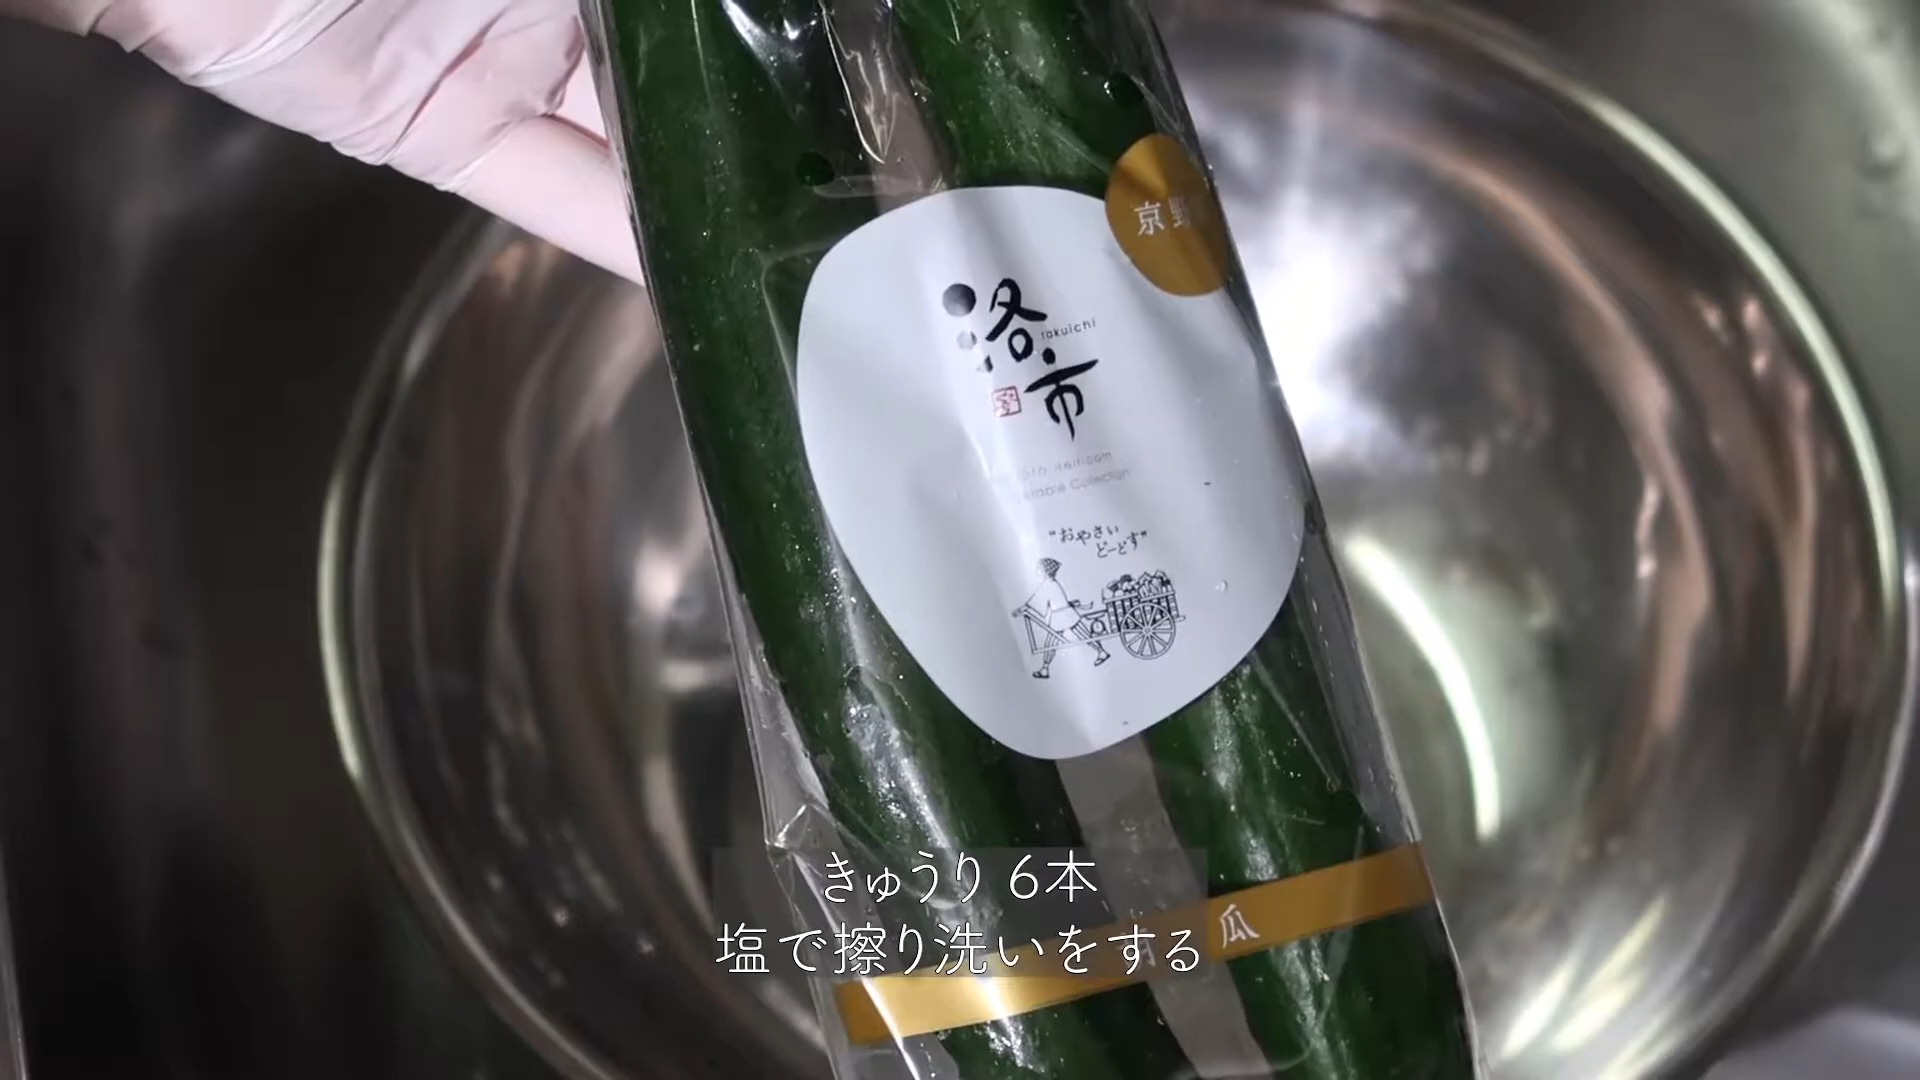 京野
洛市
rakuichi
Collection
"おやさい
どーどす"
瓜
きゅうり 6本
塩で擦り洗いをする